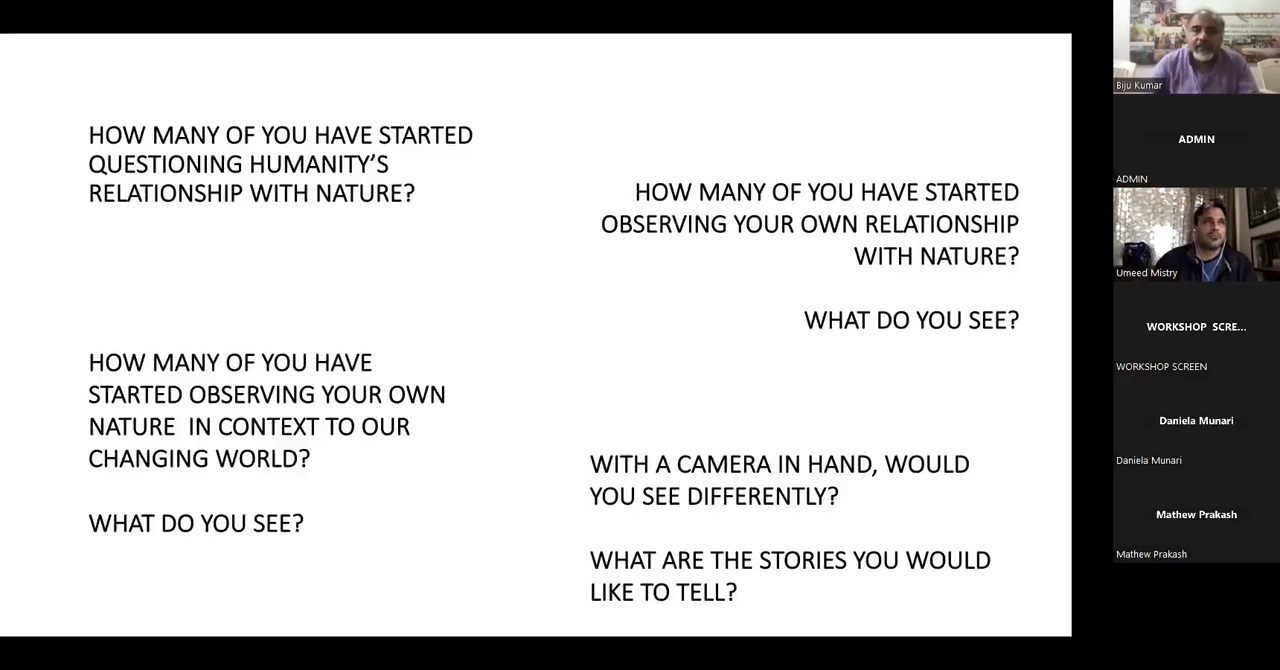 HOW MANY OF YOU HAVE STARTED
QUESTIONING HUMANITY’S
RELATIONSHIP WITH NATURE?
HOW MANY OF YOU HAVE STARTED
OBSERVING YOUR OWN RELATIONSHIP
WITH NATURE?
WHAT DO YOU SEE?
HOW MANY OF YOU HAVE
STARTED OBSERVING YOUR OWN
NATURE IN CONTEXT TO OUR
CHANGING WORLD?
WHAT DO YOU SEE?
WITH A CAMERA IN HAND, WOULD
YOU SEE DIFFERENTLY?
WHAT ARE THE STORIES YOU WOULD
LIKE TO TELL?
Biju Kumar
ADMIN
ADMIN
Umeed Mistry
WORKSHOP SCRE...
WORKSHOP SCREEN
Daniela Munari
Daniela Munari
Mathew Prakash
Mathew Prakash